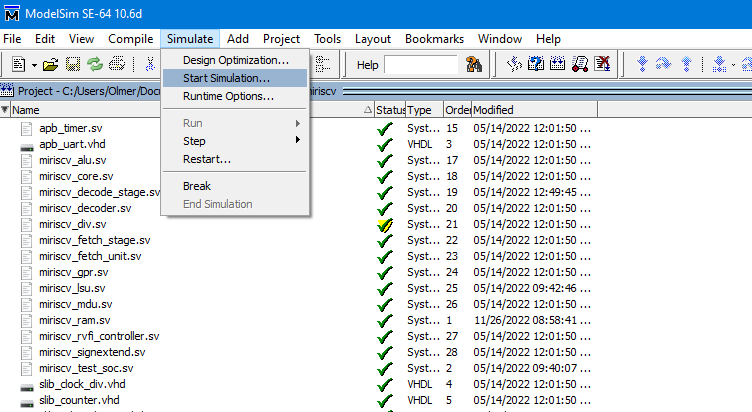 ModelSim SE-64 10.6d
File Edit View Compile Simulate Add Project Tools Layout Bookmarks Window Help
Design Optimization...
Help
Start Simulation...
Project - C:/Users/Olmer/Docu miriscv
Runtime Options...
Name Status Type Order Modified
Run
Step
Restart...
Break
End Simulation
apb_timer.sv Syst... 15 05/14/2022 12:01:50 ...
apb_uart.vhd VHDL 3 05/14/2022 12:01:50 ...
miriscv_alu.sv Syst... 17 05/14/2022 12:01:50 ...
miriscv_core.sv Syst... 18 05/14/2022 12:01:50 ...
miriscv_decode_stage.sv Syst... 19 05/14/2022 12:49:45 ...
miriscv_decoder.sv Syst... 20 05/14/2022 12:01:50 ...
miriscv_div.sv Syst... 21 05/14/2022 12:01:50 ...
miriscv_fetch_stage.sv Syst... 22 05/14/2022 12:01:50 ...
miriscv_fetch_unit.sv Syst... 23 05/14/2022 12:01:50 ...
miriscv_gpr.sv Syst... 24 05/14/2022 12:01:50 ...
miriscv_lsu.sv Syst... 25 05/14/2022 09:42:46 ...
miriscv_mdu.sv Syst... 26 05/14/2022 12:01:50 ...
miriscv_ram.sv Syst... 1 11/26/2022 08:58:41 ...
miriscv_rvfi_controller.sv Syst... 27 05/14/2022 12:01:50 ...
miriscv_signextend.sv Syst... 28 05/14/2022 12:01:50 ...
miriscv_test_soc.sv Syst... 2 05/14/2022 09:40:07 ...
slib_clock_div.vhd VHDL 4 05/14/2022 12:01:50 ...
slib_counter.vhd VHDL 5 05/14/2022 12:01:50 ...